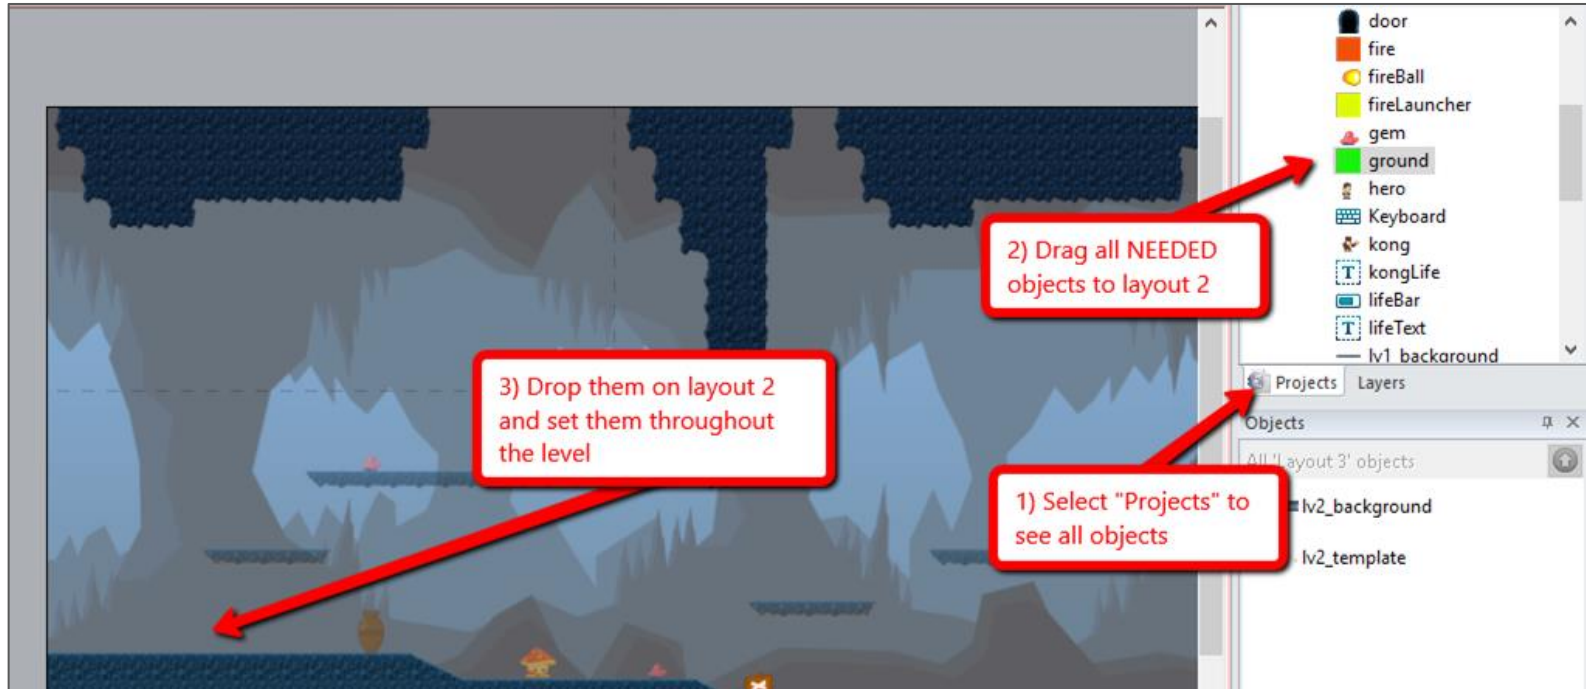 door
fire
fireBall
fireLauncher
gem
ground
hero
Keyboard
kong
T kongLife
lifeBar
T lifeText
lv1_background
2) Drag all NEEDED
objects to layout 2
3) Drop them on layout 2
and set them throughout
the level
Projects Layers
Objects
All 'Layout 3' objects
1) Select "Projects" to
see all objects
lv2_background
lv2_template